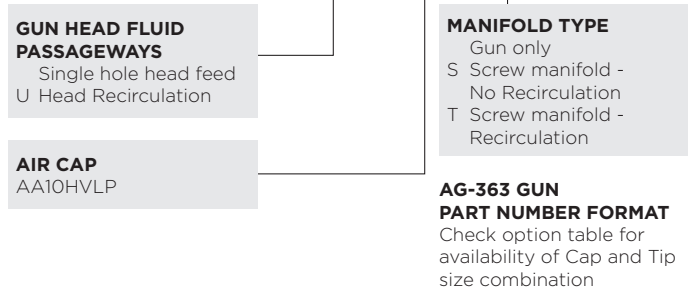 GUN HEAD FLUID
PASSAGEWAYS
Single hole head feed
U Head Recirculation
AIR CAP
AA10HVLP
MANIFOLD TYPE
Gun only
S Screw manifold -
No Recirculation
T Screw manifold -
Recirculation
AG-363 GUN
PART NUMBER FORMAT
Check option table for
availability of Cap and Tip
size combination